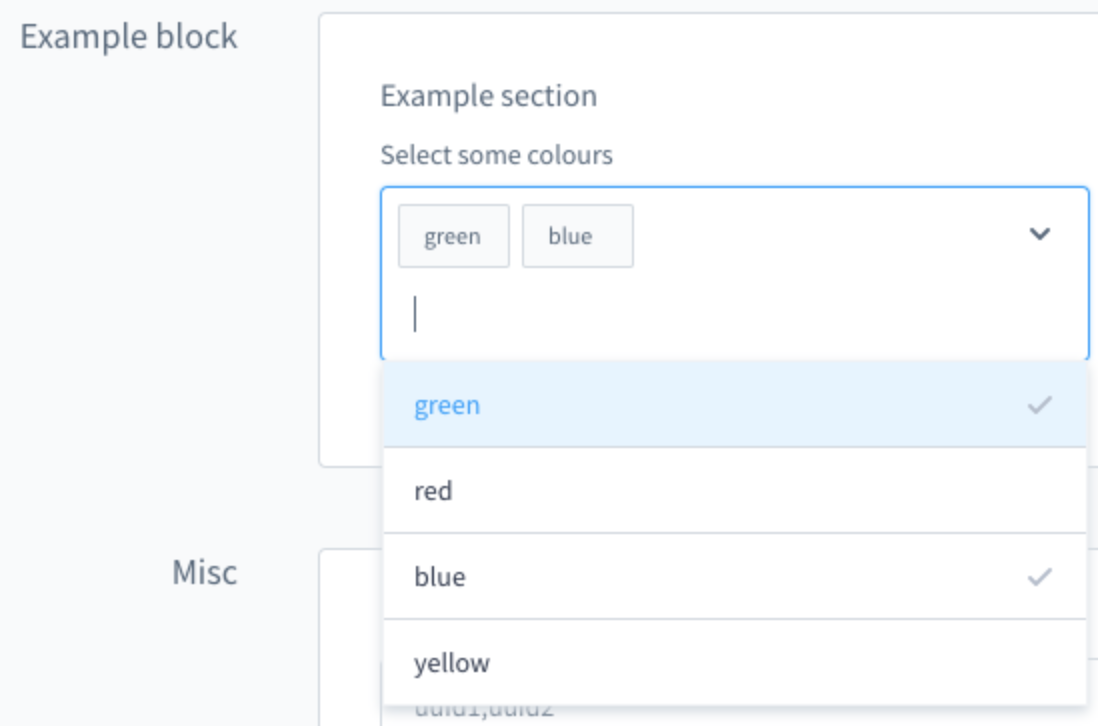 Example block
Example section
Select some colours
green blue
green
red
blue
yellow
Misc
uuid1,uuid2